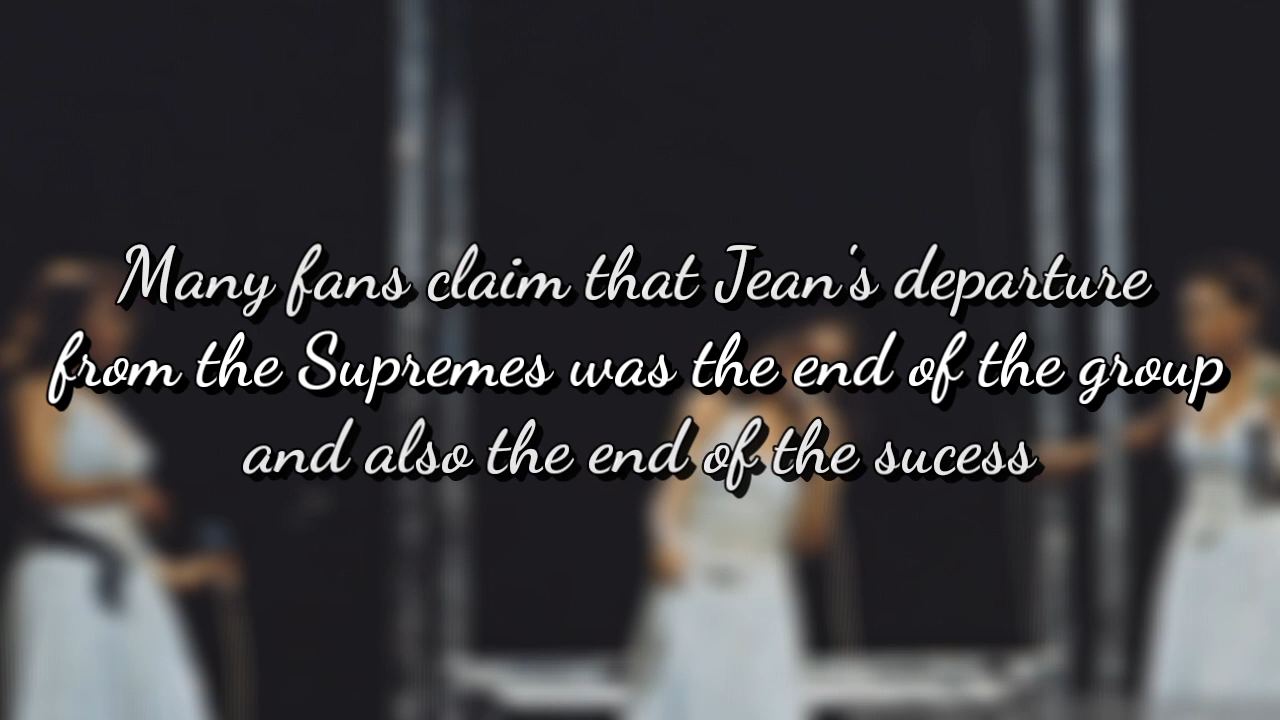 Many fans claim that Jean's departure
from the Supremes was the end of the group
and also the end of the sucess